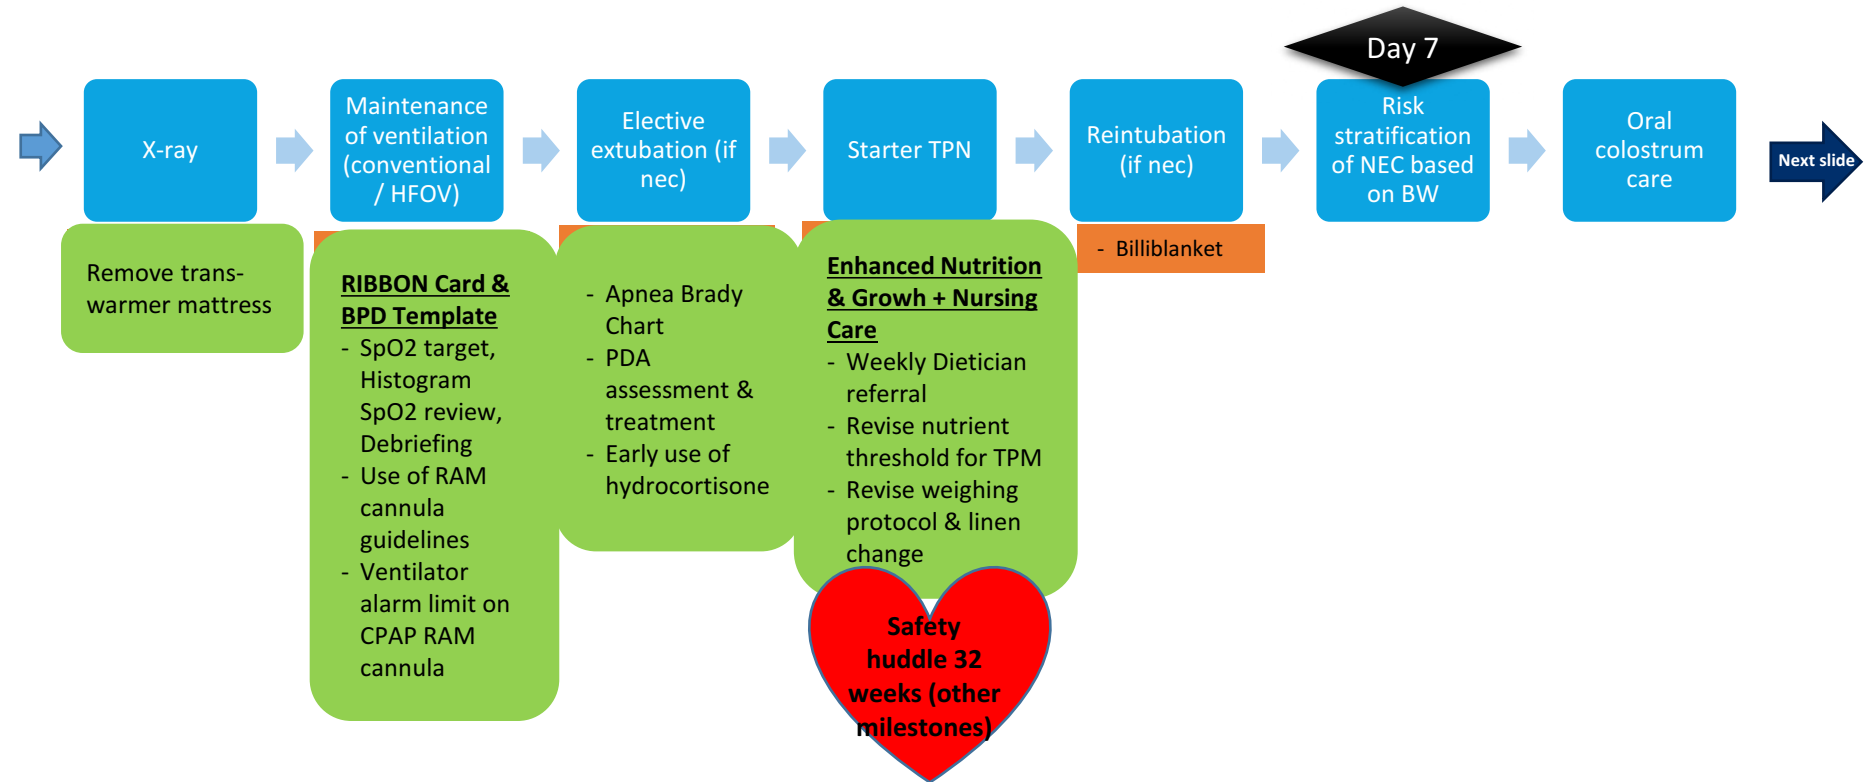 Day 7
X-ray
Maintenance
of ventilation
(conventional
/ HFOV)
Elective
extubation (if
nec)
Starter TPN
Reintubation
(if nec)
Risk
stratification
of NEC based
on BW
Oral
colostrum
care
Next slide
Remove trans-
warmer mattress
RIBBON Card &
BPD Template
- SpO2 target,
Histogram
SpO2 review,
Debriefing
- Use of RAM
cannula
guidelines
- Ventilator
alarm limit on
CPAP RAM
cannula
- Apnea Brady
Chart
- PDA
assessment &
treatment
- Early use of
hydrocortisone
Enhanced Nutrition
& Growh + Nursing
Care
- Weekly Dietician
referral
- Revise nutrient
threshold for TPM
- Revise weighing
protocol & linen
change
- Billiblanket
Safety
huddle 32
weeks (other
milestones)